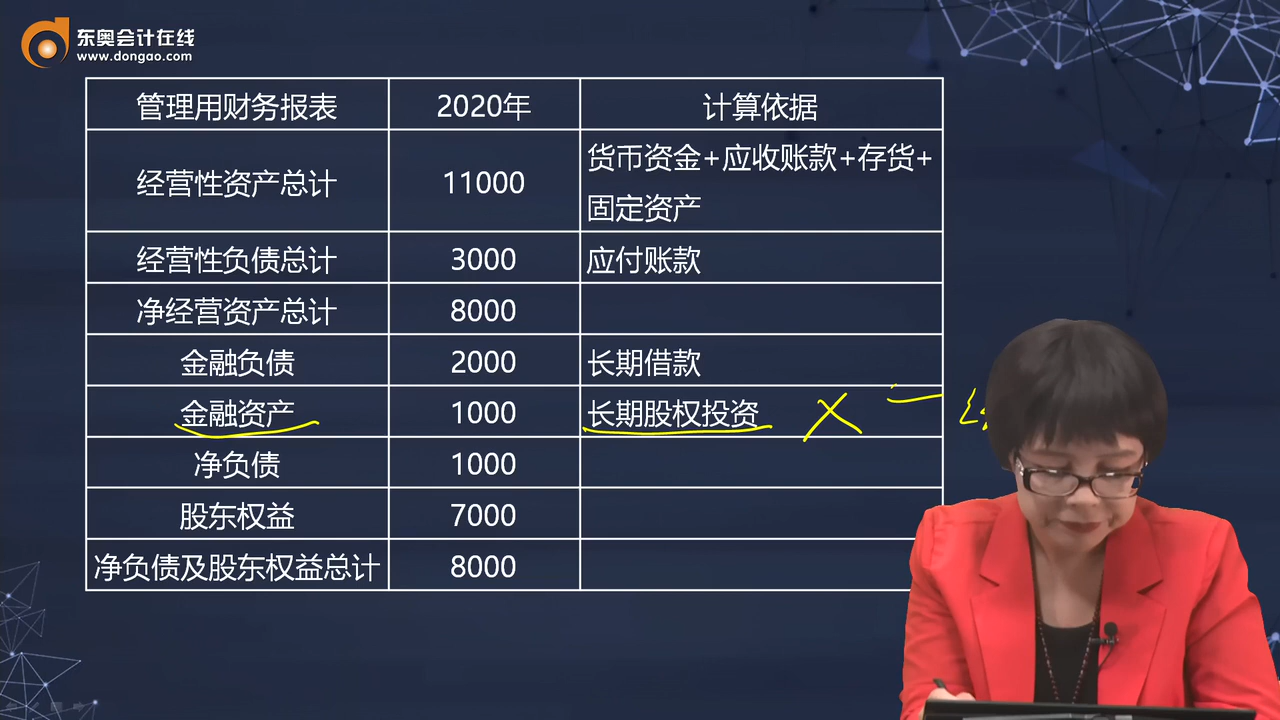 东奥会计在线
www.dongao.com
管理用财务报表 2020年 计算依据
经营性资产总计 11000 货币资金+应收账款+存货+
固定资产
经营性负债总计 3000 应付账款
净经营资产总计 8000
金融负债 2000 长期借款
金融资产 1000 长期股权投资
净负债 1000
股东权益 7000
净负债及股东权益总计 8000